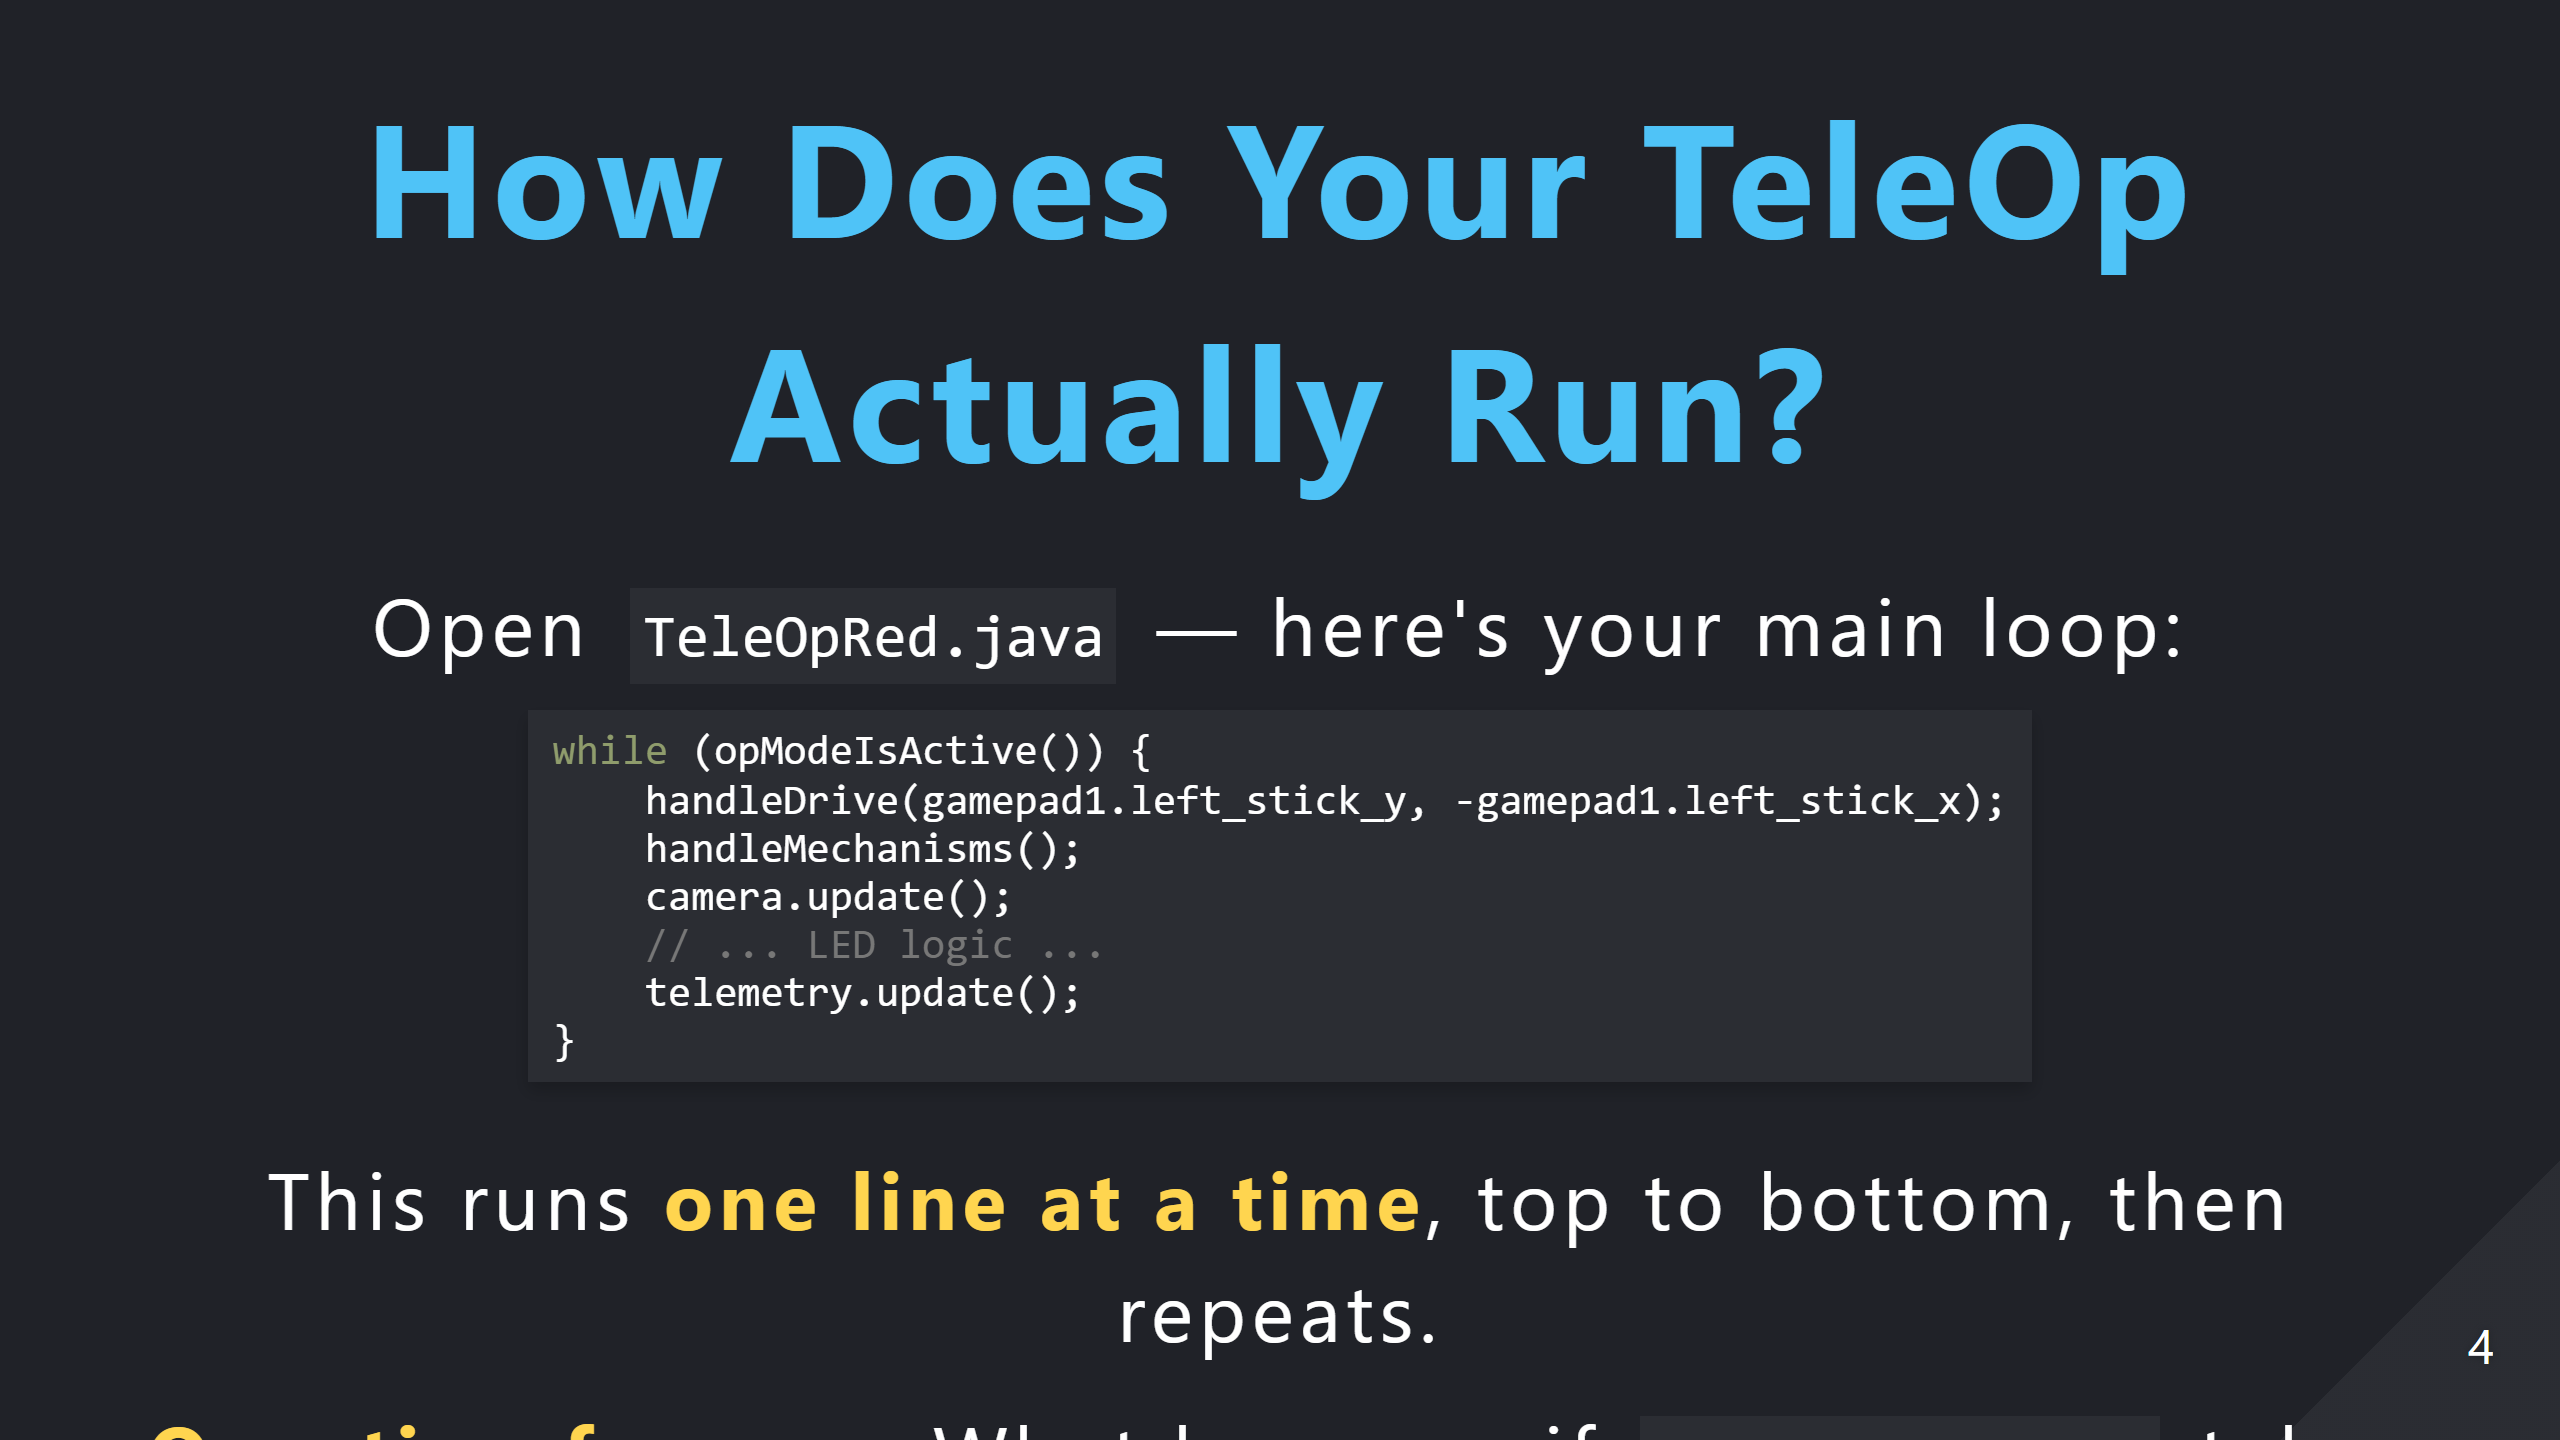 How Does Your TeleOp
Actually Run?
Open TeleOpRed.java — here's your main loop:
while (opModeIsActive()) {
    handleDrive(gamepad1.left_stick_y, -gamepad1.left_stick_x);
    handleMechanisms();
    camera.update();
    // ... LED logic ...
    telemetry.update();
}
This runs one line at a time, top to bottom, then
repeats.
4